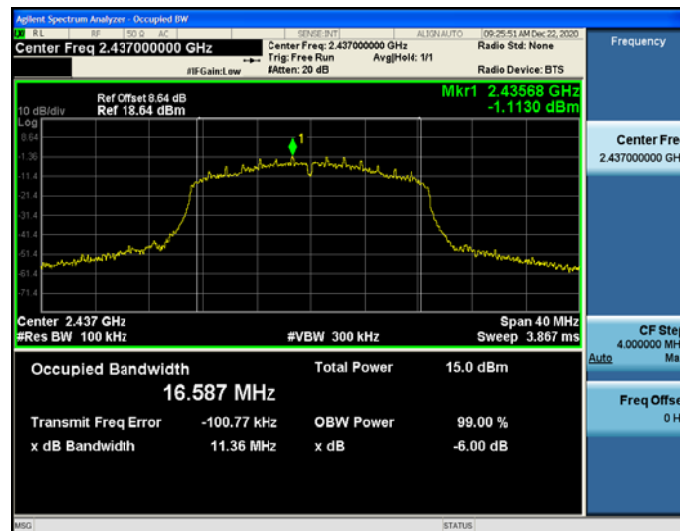 Agilent Spectrum Analyzer - Occupied BW
RL RF 50 Ω AC SENSE:INT ALIGN AUTO 09:25:51 AM Dec 22, 2020
Center Freq 2.437000000 GHz
Center Freq: 2.437000000 GHz Radio Std: None
Trig: Free Run Avg|Hold: 1/1
#IFGain:Low #Atten: 20 dB Radio Device: BTS
Frequency
Ref Offset 8.64 dB Mkr1 2.43568 GHz
10 dB/div Ref 18.64 dBm -1.1130 dBm
Log
8.64
1
-1.36
-11.4
-21.4
-31.4
-41.4
-51.4
-61.4
-71.4
Center Fre
2.437000000 GH
Center 2.437 GHz Span 40 MHz
#Res BW 100 kHz #VBW 300 kHz Sweep 3.867 ms
CF Step
4.000000 MH
Auto Ma
Occupied Bandwidth Total Power 15.0 dBm
16.587 MHz
Transmit Freq Error -100.77 kHz OBW Power 99.00 %
x dB Bandwidth 11.36 MHz x dB -6.00 dB
Freq Offse
0 H
MSG STATUS